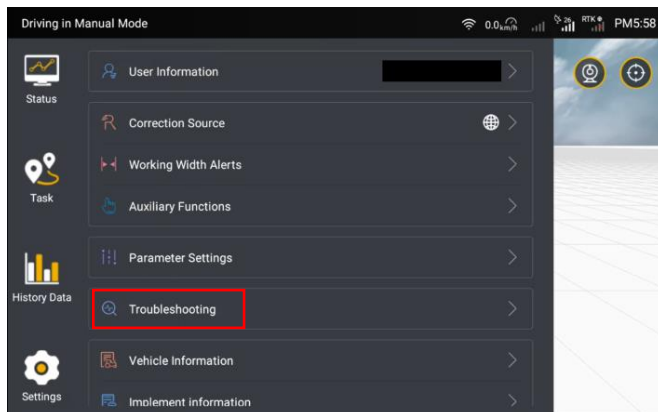 Driving in Manual Mode
0.0km/h
26
RTK
PM5:58
Status
Task
History Data
Settings
User Information
Correction Source
Working Width Alerts
Auxiliary Functions
Parameter Settings
Troubleshooting
Vehicle Information
Implement information